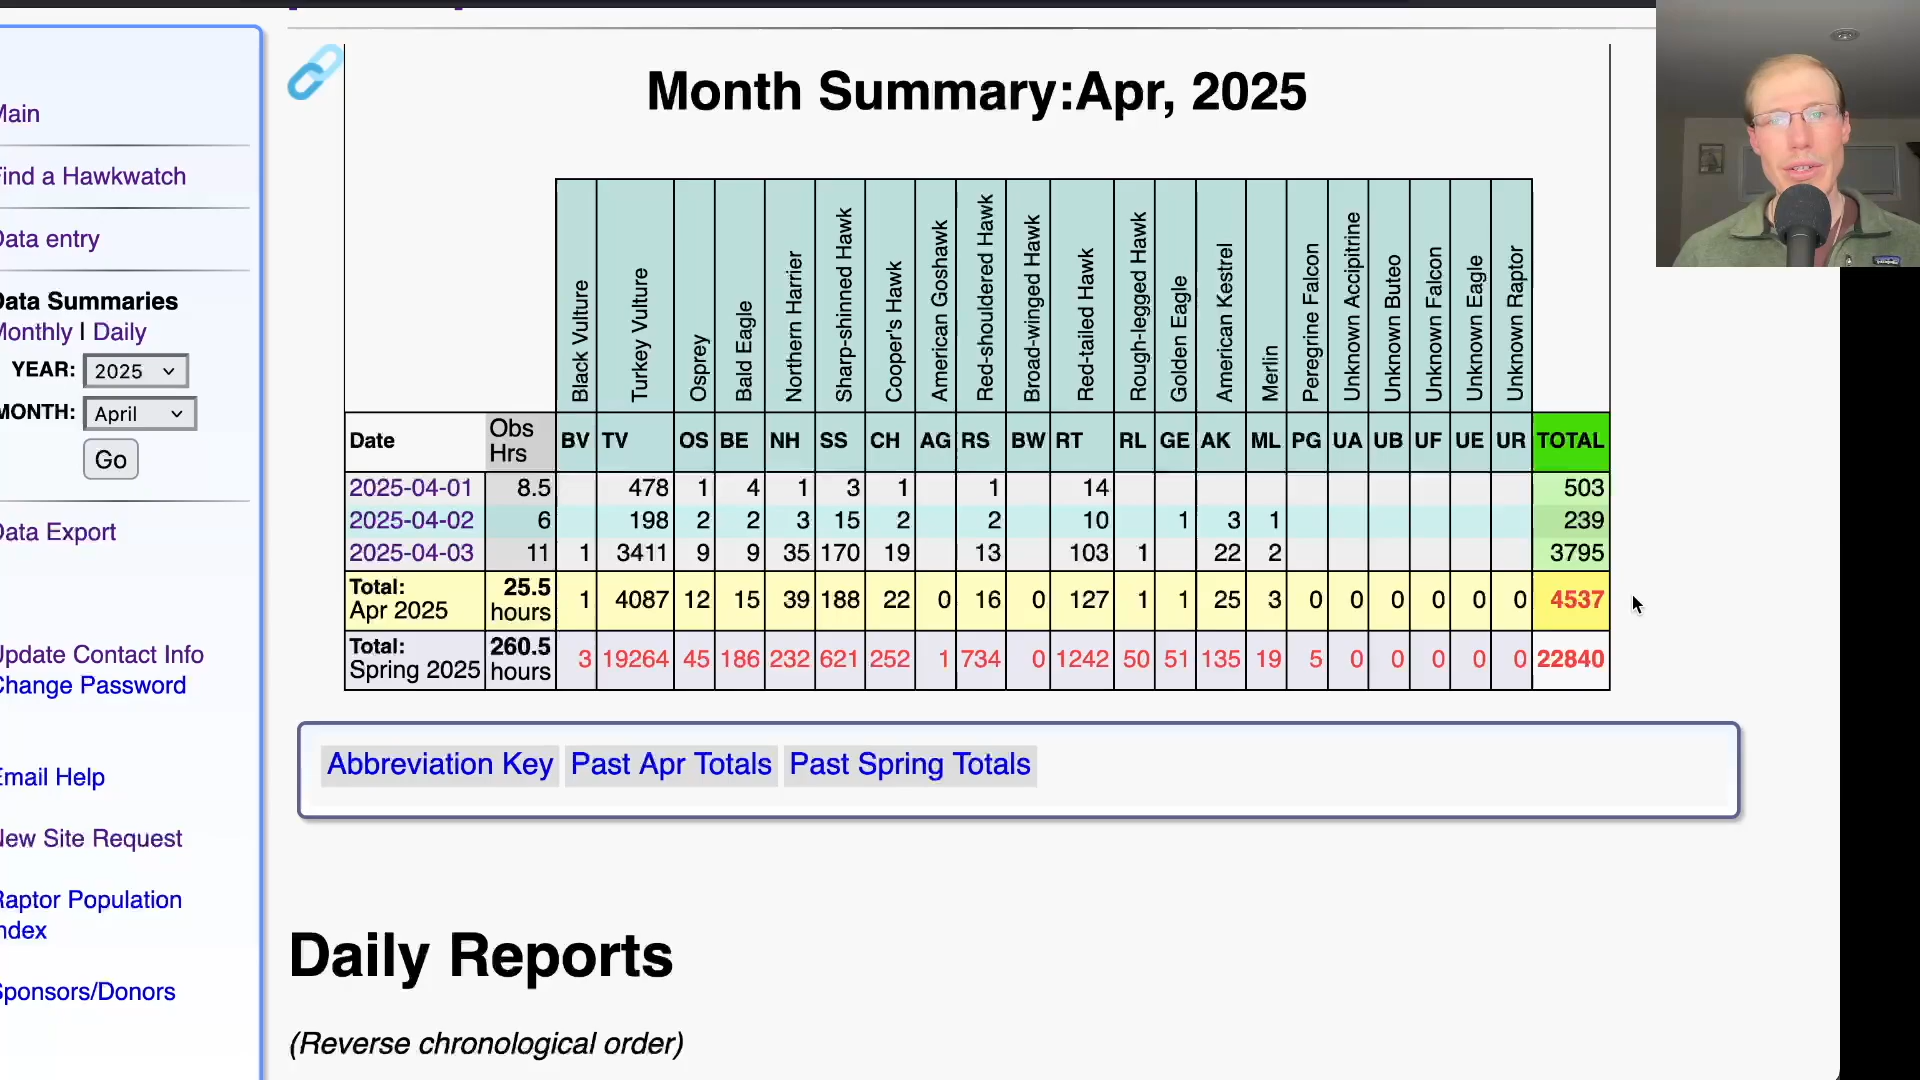 Month Summary:Apr, 2025
Main
Find a Hawkwatch
Data entry
Data Summaries
Monthly | Daily
YEAR: 2025
MONTH: April
Go
Data Export
Update Contact Info
Change Password
Email Help
New Site Request
Raptor Population
Index
Sponsors/Donors
Black Vulture
Turkey Vulture
Osprey
Bald Eagle
Northern Harrier
Sharp-shinned Hawk
Cooper's Hawk
American Goshawk
Red-shouldered Hawk
Broad-winged Hawk
Red-tailed Hawk
Rough-legged Hawk
Golden Eagle
American Kestrel
Merlin
Peregrine Falcon
Unknown Accipitrine
Unknown Buteo
Unknown Falcon
Unknown Eagle
Unknown Raptor
Date Obs Hrs BV TV OS BE NH SS CH AG RS BW RT RL GE AK ML PG UA UB UF UE UR TOTAL
2025-04-01 8.5 478 1 4 1 3 1 1 14 503
2025-04-02 6 198 2 2 3 15 2 2 10 1 3 1 239
2025-04-03 11 1 3411 9 9 35 170 19 13 103 1 22 2 3795
Total: Apr 2025 25.5 hours 1 4087 12 15 39 188 22 0 16 0 127 1 1 25 3 0 0 0 0 0 0 4537
Total: Spring 2025 260.5 hours 3 19264 45 186 232 621 252 1 734 0 1242 50 51 135 19 5 0 0 0 0 0 22840
Abbreviation Key Past Apr Totals Past Spring Totals
Daily Reports
(Reverse chronological order)